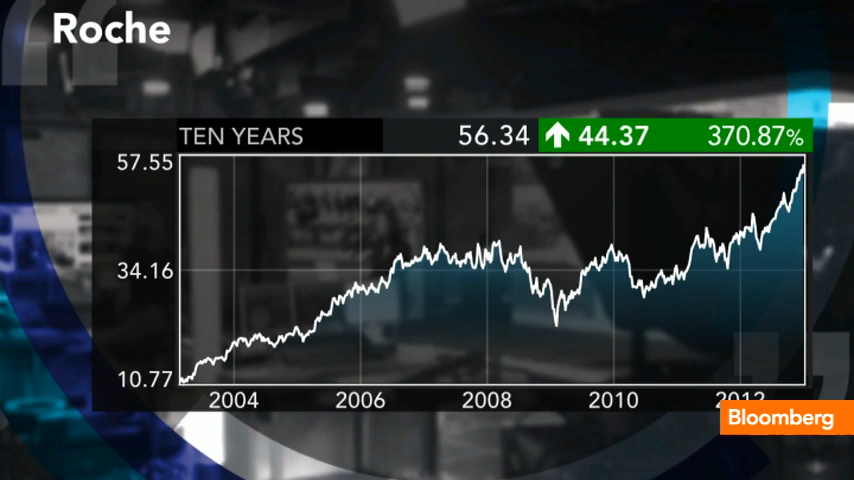 Roche
TEN YEARS 56.34 44.37 370.87%
57.55
34.16
10.77
2004 2006 2008 2010 2012
Bloomberg